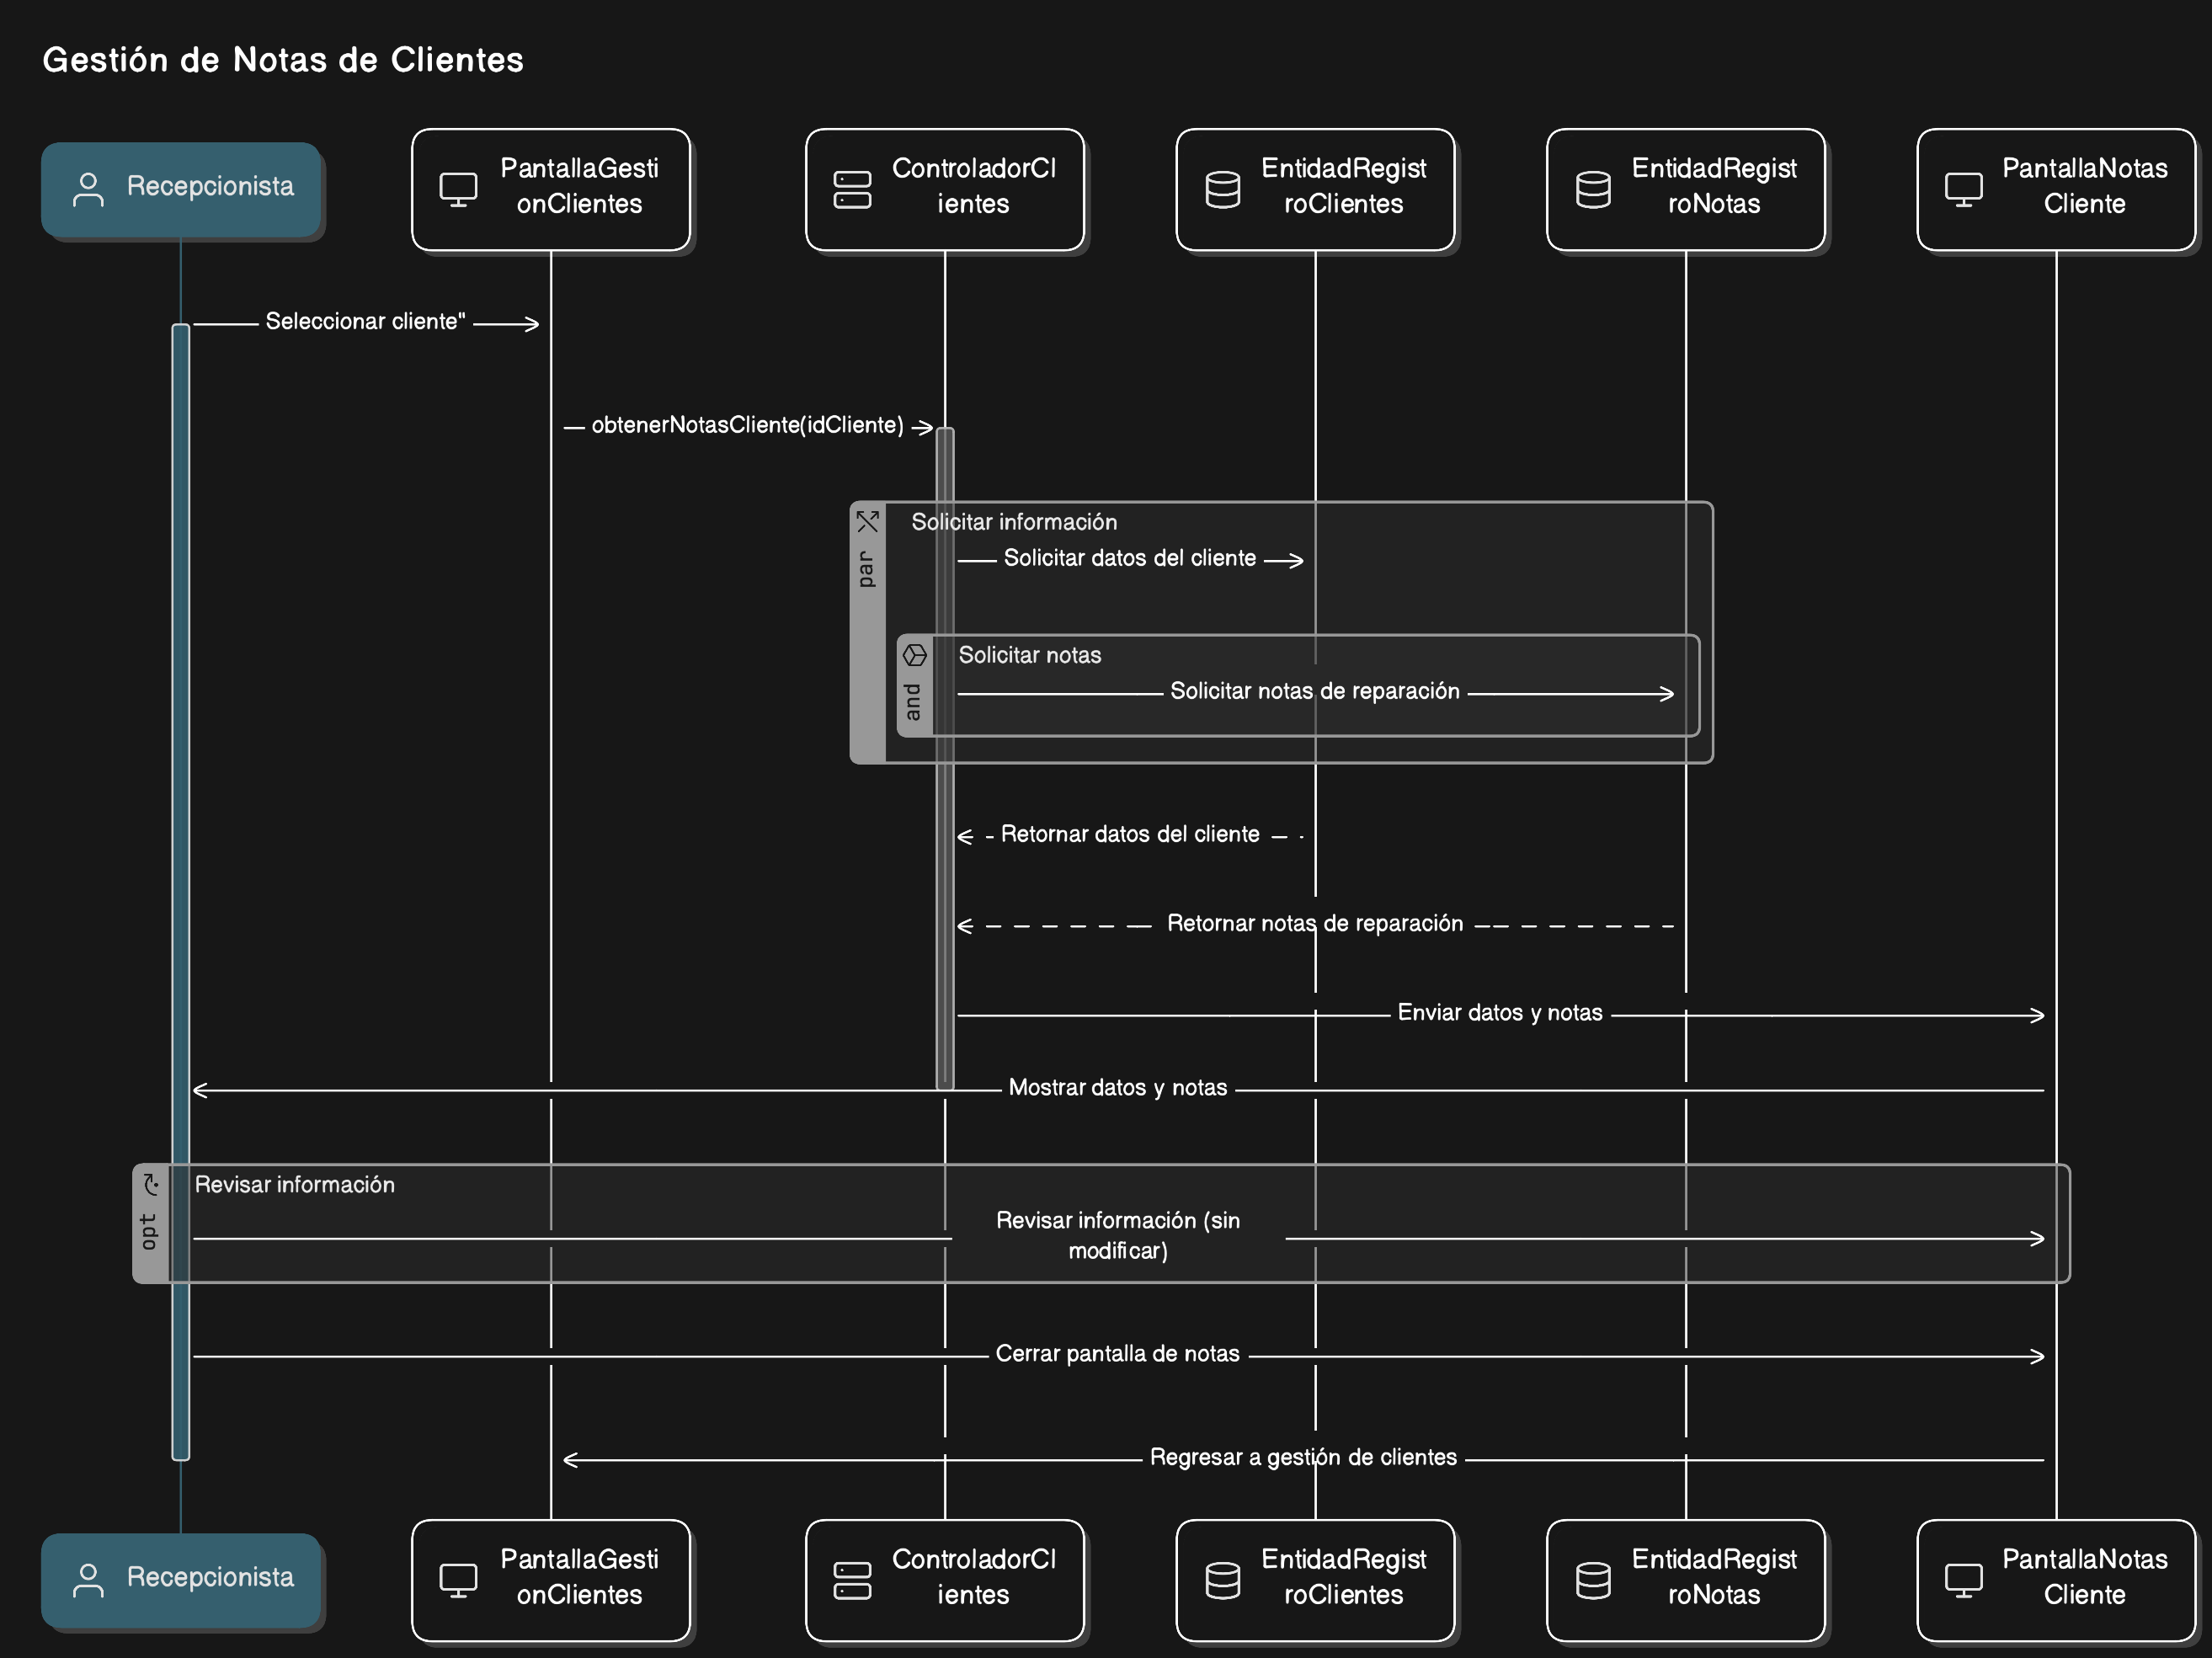 Gestión de Notas de Clientes
Recepcionista
PantallaGesti
onClientes
ControladorCl
ientes
EntidadRegist
roClientes
EntidadRegist
roNotas
PantallaNotas
Cliente
Seleccionar cliente"
obtenerNotasCliente(idCliente)
par
Solicitar información
Solicitar datos del cliente
and
Solicitar notas
Solicitar notas de reparación
Retornar datos del cliente
Retornar notas de reparación
Enviar datos y notas
Mostrar datos y notas
opt
Revisar información
Revisar información (sin
modificar)
Cerrar pantalla de notas
Regresar a gestión de clientes
Recepcionista
PantallaGesti
onClientes
ControladorCl
ientes
EntidadRegist
roClientes
EntidadRegist
roNotas
PantallaNotas
Cliente